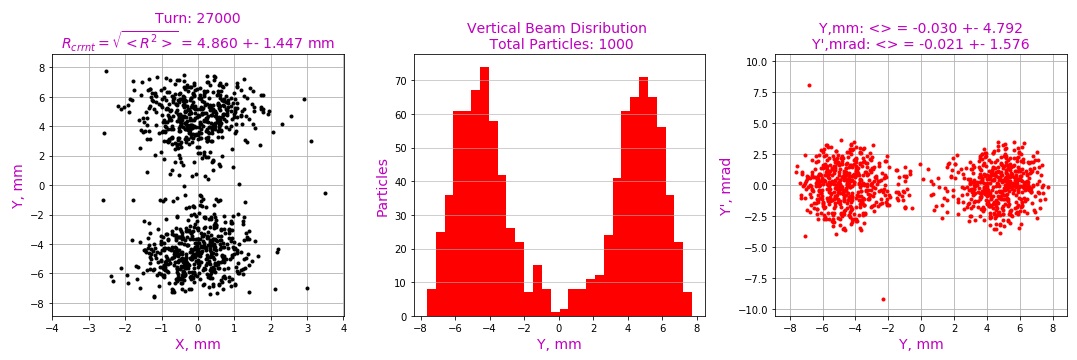 Turn: 27000
R_crrnt = √< R² > = 4.860 +- 1.447 mm
8
6
4
2
0
−2
−4
−6
−8
Y, mm
−4 −3 −2 −1 0 1 2 3 4
X, mm
Vertical Beam Disribution
Total Particles: 1000
70
60
50
40
30
20
10
0
Particles
−8 −6 −4 −2 0 2 4 6 8
Y, mm
Y,mm: <> = -0.030 +- 4.792
Y',mrad: <> = -0.021 +- 1.576
10.0
7.5
5.0
2.5
0.0
−2.5
−5.0
−7.5
−10.0
Y', mrad
−8 −6 −4 −2 0 2 4 6 8
Y, mm